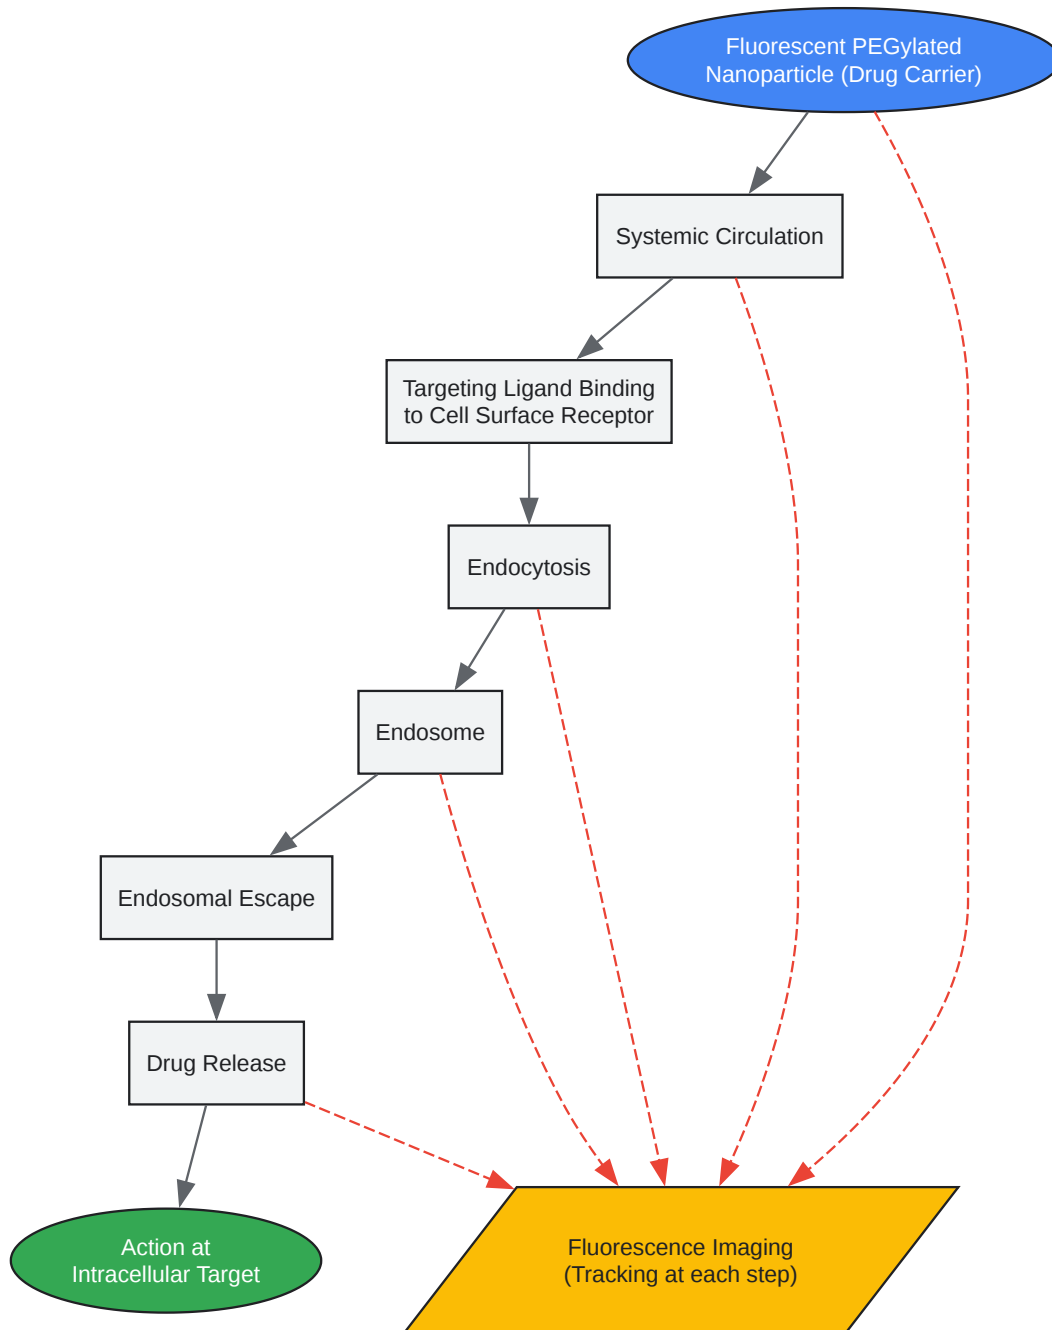 Fluorescent PEGylated
Nanoparticle (Drug Carrier)
Systemic Circulation
Targeting Ligand Binding
to Cell Surface Receptor
Endocytosis
Endosome
Endosomal Escape
Drug Release
Action at
Intracellular Target
Fluorescence Imaging
(Tracking at each step)